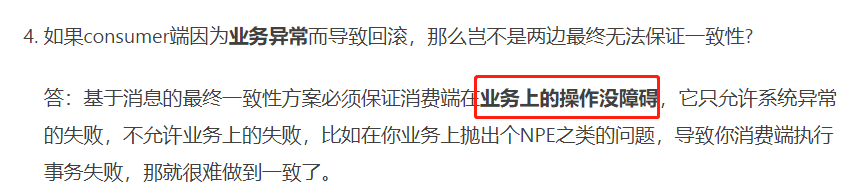 4. 如果consumer端因为业务异常而导致回滚，那么岂不是两边最终无法保证一致性?
答：基于消息的最终一致性方案必须保证消费端在业务上的操作没障碍，它只允许系统异常
的失败，不允许业务上的失败，比如在你业务上抛出个NPE之类的问题，导致你消费端执行
事务失败，那就很难做到一致了。